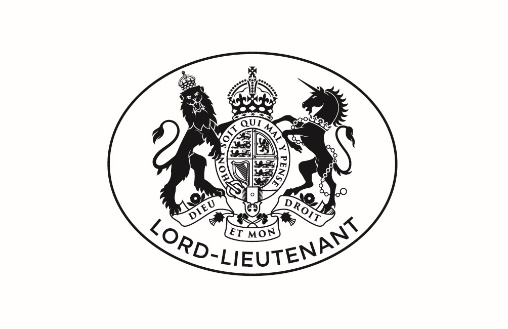 HONI SOIT QUI MAL Y PENSE
DIEU ET MON DROIT
LORD-LIEUTENANT